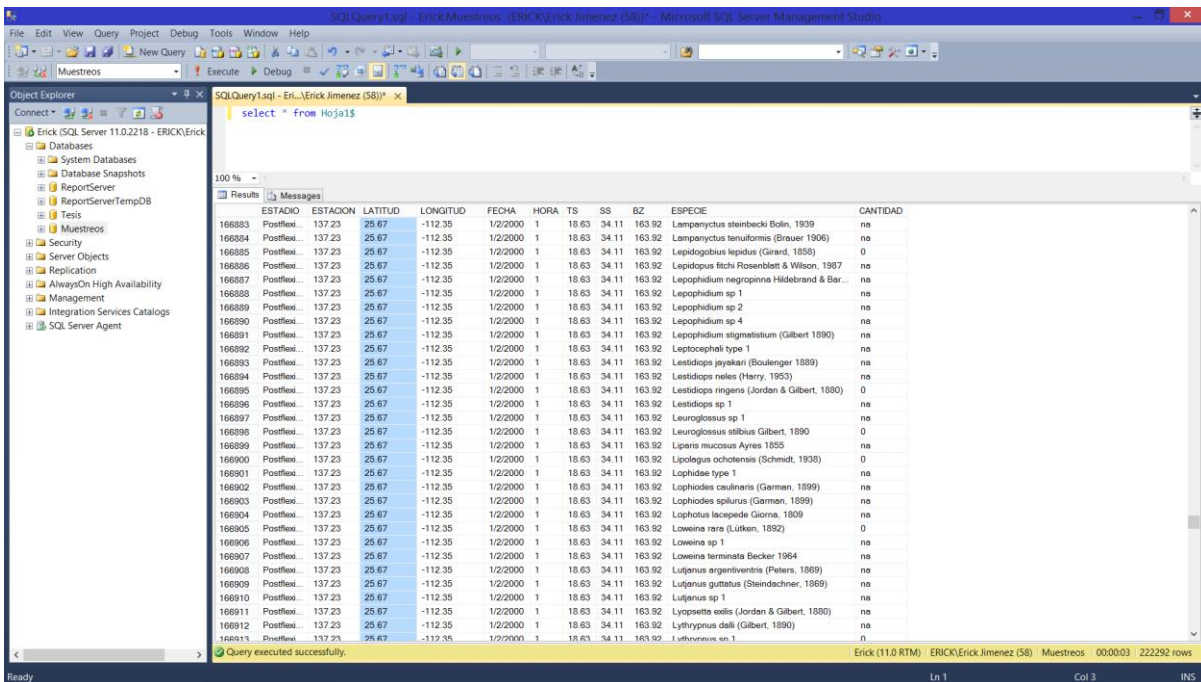 SQLQuery1.sql - Erick.Muestreos (ERICK\Erick Jimenez (58))* - Microsoft SQL Server Management Studio
File Edit View Query Project Debug Tools Window Help
New Query
Muestreos Execute Debug
Object Explorer
Connect
Erick (SQL Server 11.0.2218 - ERICK\Erick
Databases
System Databases
Database Snapshots
ReportServer
ReportServerTempDB
Tesis
Muestreos
Security
Server Objects
Replication
AlwaysOn High Availability
Management
Integration Services Catalogs
SQL Server Agent
SQLQuery1.sql - Eri...\Erick Jimenez (58))*
select * from Hoja1$
100 %
Results Messages
ESTADIO ESTACION LATITUD LONGITUD FECHA HORA TS SS BZ ESPECIE CANTIDAD
166883 Postflexi... 137.23 25.67 -112.35 1/2/2000 1 18.63 34.11 163.92 Lampanyctus steinbecki Bolin, 1939 na
166884 Postflexi... 137.23 25.67 -112.35 1/2/2000 1 18.63 34.11 163.92 Lampanyctus tenuiformis (Brauer 1906) na
166885 Postflexi... 137.23 25.67 -112.35 1/2/2000 1 18.63 34.11 163.92 Lepidogobius lepidus (Girard, 1858) 0
166886 Postflexi... 137.23 25.67 -112.35 1/2/2000 1 18.63 34.11 163.92 Lepidopus fitchi Rosenblatt & Wilson, 1987 na
166887 Postflexi... 137.23 25.67 -112.35 1/2/2000 1 18.63 34.11 163.92 Lepophidium negropinna Hildebrand & Bar... na
166888 Postflexi... 137.23 25.67 -112.35 1/2/2000 1 18.63 34.11 163.92 Lepophidium sp 1 na
166889 Postflexi... 137.23 25.67 -112.35 1/2/2000 1 18.63 34.11 163.92 Lepophidium sp 2 na
166890 Postflexi... 137.23 25.67 -112.35 1/2/2000 1 18.63 34.11 163.92 Lepophidium sp 4 na
166891 Postflexi... 137.23 25.67 -112.35 1/2/2000 1 18.63 34.11 163.92 Lepophidium stigmatistium (Gilbert 1890) na
166892 Postflexi... 137.23 25.67 -112.35 1/2/2000 1 18.63 34.11 163.92 Leptocephali type 1 na
166893 Postflexi... 137.23 25.67 -112.35 1/2/2000 1 18.63 34.11 163.92 Lestidiops jayakari (Boulenger 1889) na
166894 Postflexi... 137.23 25.67 -112.35 1/2/2000 1 18.63 34.11 163.92 Lestidiops neles (Harry, 1953) na
166895 Postflexi... 137.23 25.67 -112.35 1/2/2000 1 18.63 34.11 163.92 Lestidiops ringens (Jordan & Gilbert, 1880) 0
166896 Postflexi... 137.23 25.67 -112.35 1/2/2000 1 18.63 34.11 163.92 Lestidiops sp 1 na
166897 Postflexi... 137.23 25.67 -112.35 1/2/2000 1 18.63 34.11 163.92 Leuroglossus sp 1 na
166898 Postflexi... 137.23 25.67 -112.35 1/2/2000 1 18.63 34.11 163.92 Leuroglossus stilbius Gilbert, 1890 0
166899 Postflexi... 137.23 25.67 -112.35 1/2/2000 1 18.63 34.11 163.92 Liparis mucosus Ayres 1855 na
166900 Postflexi... 137.23 25.67 -112.35 1/2/2000 1 18.63 34.11 163.92 Lipolagus ochotensis (Schmidt, 1938) 0
166901 Postflexi... 137.23 25.67 -112.35 1/2/2000 1 18.63 34.11 163.92 Lophidae type 1 na
166902 Postflexi... 137.23 25.67 -112.35 1/2/2000 1 18.63 34.11 163.92 Lophiodes caulinaris (Garman, 1899) na
166903 Postflexi... 137.23 25.67 -112.35 1/2/2000 1 18.63 34.11 163.92 Lophiodes spilurus (Garman, 1899) na
166904 Postflexi... 137.23 25.67 -112.35 1/2/2000 1 18.63 34.11 163.92 Lophotus lacepede Giorna, 1809 na
166905 Postflexi... 137.23 25.67 -112.35 1/2/2000 1 18.63 34.11 163.92 Loweina rara (Lütken, 1892) 0
166906 Postflexi... 137.23 25.67 -112.35 1/2/2000 1 18.63 34.11 163.92 Loweina sp 1 na
166907 Postflexi... 137.23 25.67 -112.35 1/2/2000 1 18.63 34.11 163.92 Loweina terminata Becker 1964 na
166908 Postflexi... 137.23 25.67 -112.35 1/2/2000 1 18.63 34.11 163.92 Lutjanus argentiventris (Peters, 1869) na
166909 Postflexi... 137.23 25.67 -112.35 1/2/2000 1 18.63 34.11 163.92 Lutjanus guttatus (Steindachner, 1869) na
166910 Postflexi... 137.23 25.67 -112.35 1/2/2000 1 18.63 34.11 163.92 Lutjanus sp 1 na
166911 Postflexi... 137.23 25.67 -112.35 1/2/2000 1 18.63 34.11 163.92 Lyopsetta exilis (Jordan & Gilbert, 1880) na
166912 Postflexi... 137.23 25.67 -112.35 1/2/2000 1 18.63 34.11 163.92 Lythrypnus dalli (Gilbert, 1890) na
166913 Postflexi... 137.23 25.67 -112.35 1/2/2000 1 18.63 34.11 163.92 Lythrypnus sp 1 0
Query executed successfully. Erick (11.0 RTM) ERICK\Erick Jimenez (58) Muestreos 00:00:03 222292 rows
Ready Ln 1 Col 3 INS